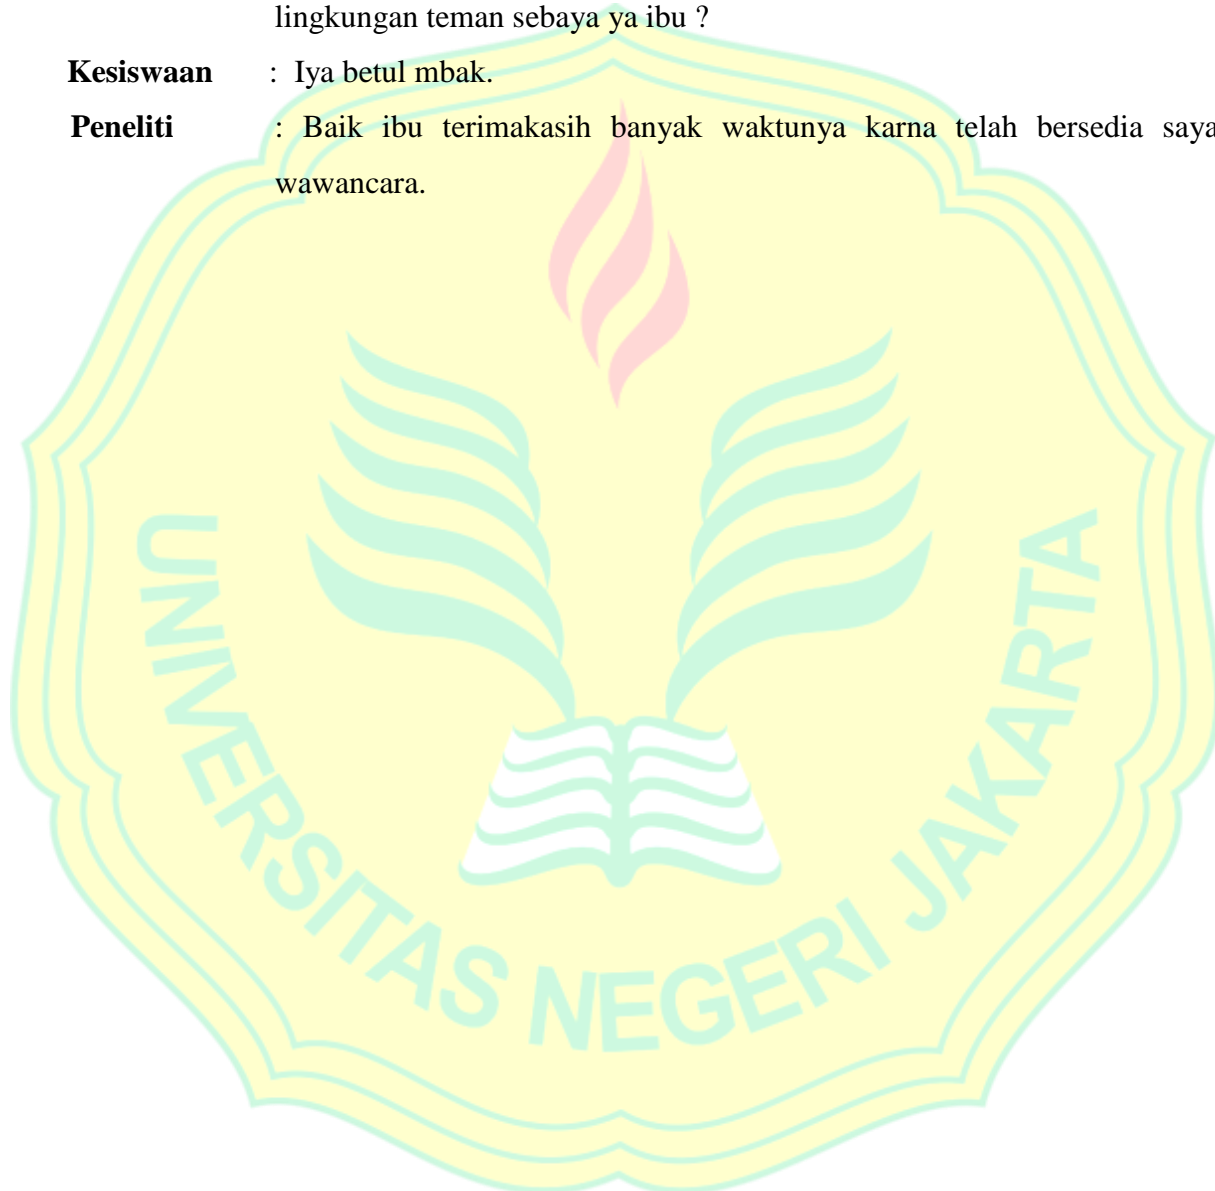 lingkungan teman sebaya ya ibu ?
Kesiswaan : Iya betul mbak.
Peneliti : Baik ibu terimakasih banyak waktunya karna telah bersedia saya
wawancara.
UNIVERSITAS NEGERI JAKARTA